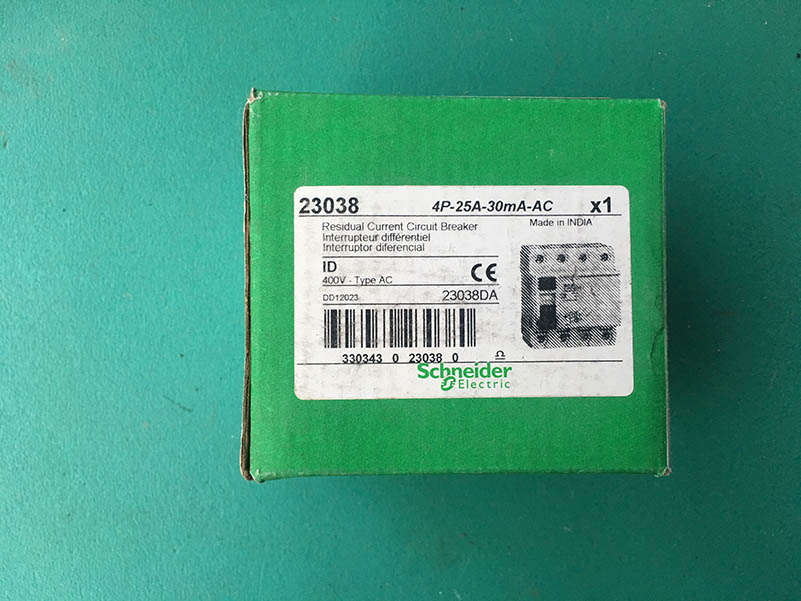 23038 4P-25A-30mA-AC x1
Residual Current Circuit Breaker Made in INDIA
Interrupteur différentiel
Interruptor diferencial
ID
400V - Type AC CE
DD12023 23038DA
330343 0 23038 0
Schneider
Electric